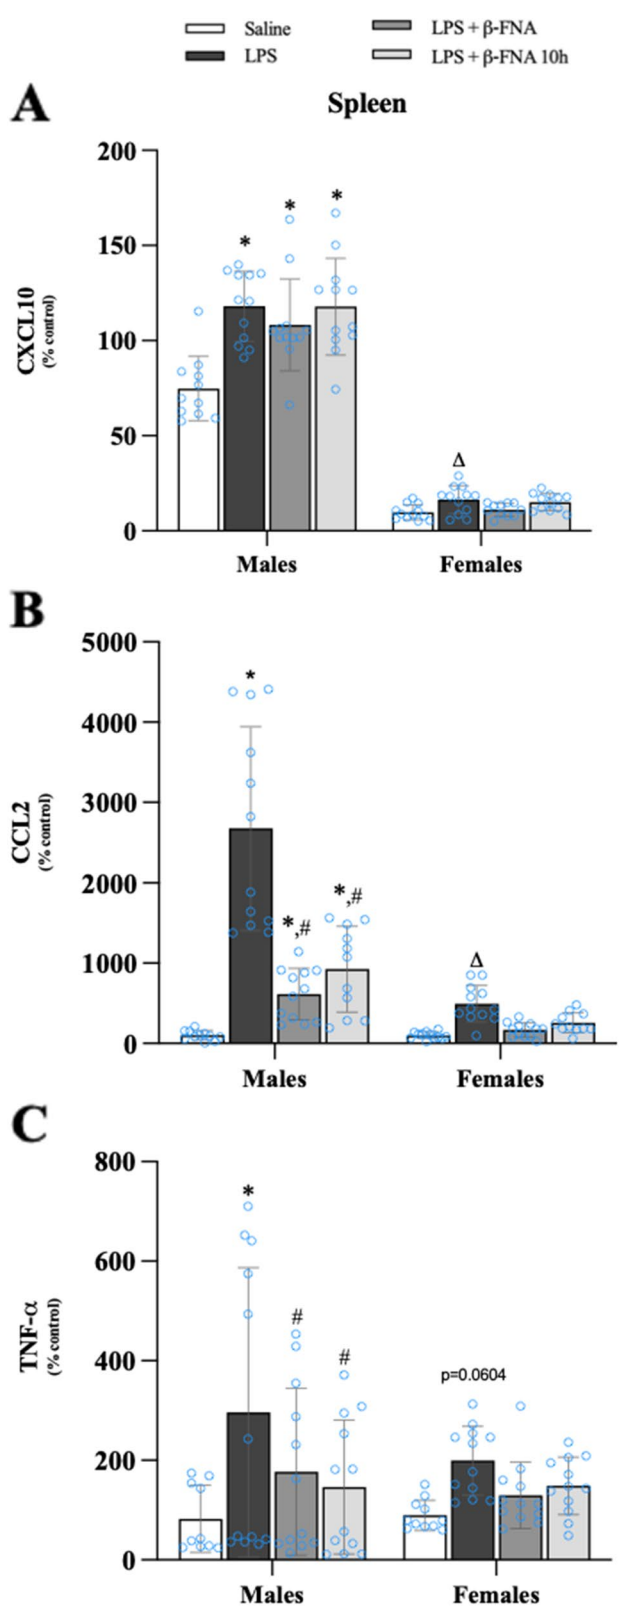 Saline
LPS
LPS + β-FNA
LPS + β-FNA 10h
A
Spleen
CXCL10
(% control)
200
150
100
50
0
*
*
*
Δ
Males
Females
B
CCL2
(% control)
5000
4000
3000
2000
1000
0
*
*,#
*,#
Δ
Males
Females
C
TNF-α
(% control)
800
600
400
200
0
*
#
#
p=0.0604
Males
Females